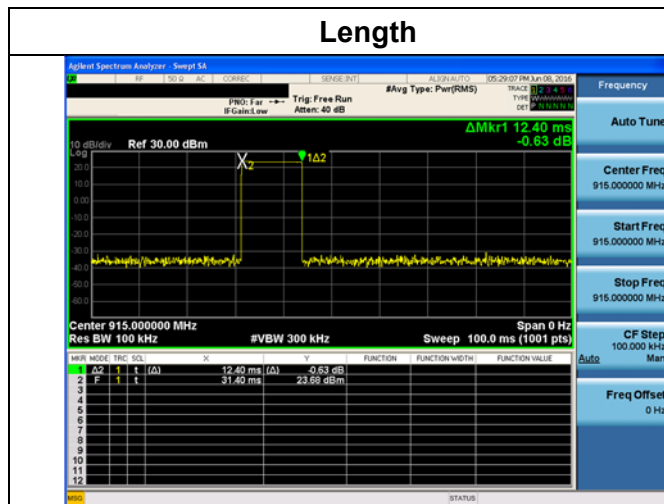 Length
Agilent Spectrum Analyzer - Swept SA
RF 50 Ω AC CORREC SENSE:INT ALIGN AUTO 05:29:07 PM Jun 08, 2016
#Avg Type: Pwr(RMS) TRACE 1 2 3 4 5 6
PNO: Far Trig: Free Run TYPE
IFGain:Low Atten: 40 dB DET P N N N N N
Frequency
Auto Tune
ΔMkr1 12.40 ms
-0.63 dB
10 dB/div Ref 30.00 dBm
Log
X2 1Δ2
20.0
10.0
0.00
-10.0
-20.0
-30.0
-40.0
-50.0
-60.0
Center Freq
915.000000 MHz
Start Freq
915.000000 MHz
Stop Freq
915.000000 MHz
Center 915.000000 MHz Span 0 Hz
Res BW 100 kHz #VBW 300 kHz Sweep 100.0 ms (1001 pts)
CF Step
100.000 kHz
Auto Man
Freq Offset
0 Hz
MKR MODE TRC SCL X Y FUNCTION FUNCTION WIDTH FUNCTION VALUE
1 Δ2 1 t (Δ) 12.40 ms (Δ) -0.63 dB
2 F 1 t 31.40 ms 23.68 dBm
3
4
5
6
7
8
9
10
11
12
MSG STATUS